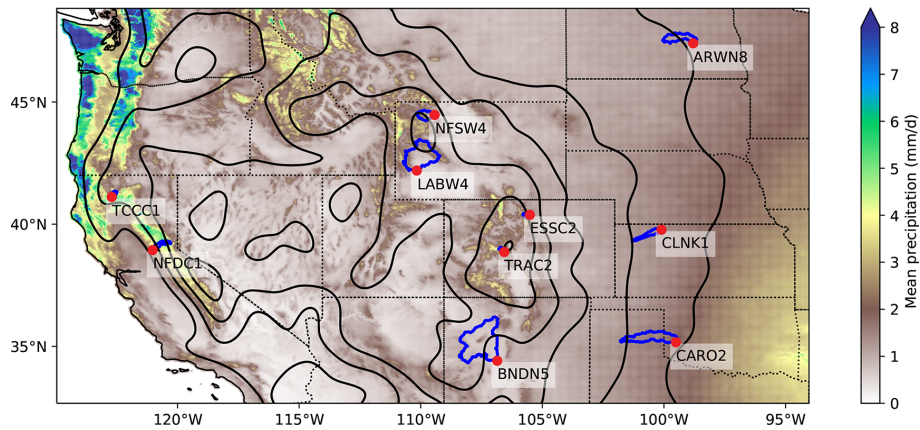 8
ARWN8
7
45°N
NFSW4
6
LABW4
5
TCCC1
ESSC2
40°N
CLNK1
4
NFDC1
TRAC2
3
2
35°N
CARO2
BNDN5
1
0
120°W 115°W 110°W 105°W 100°W 95°W
Mean precipitation (mm/d)